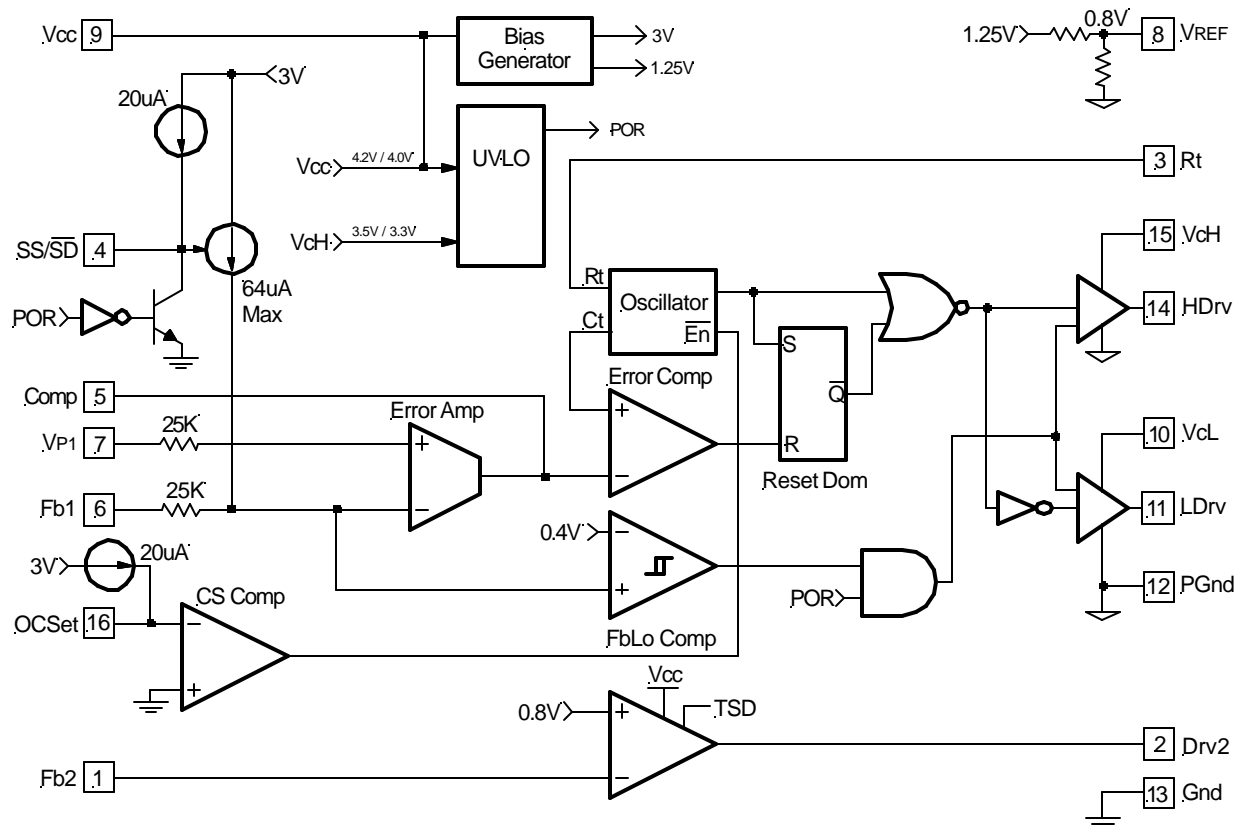 Vcc 9
Bias
Generator
3V
1.25V
1.25V
0.8V
8 VREF
3V
20uA
POR
UVLO
Vcc
4.2V / 4.0V
3 Rt
VcH
3.5V / 3.3V
15 VcH
SS/SD 4
64uA
Max
Rt
Oscillator
Ct
En
14 HDrv
POR
S
Q
R
Reset Dom
Error Comp
+
−
Comp 5
Error Amp
+
−
VP1 7
25K
10 VcL
Fb1 6
25K
11 LDrv
0.4V
−
+
FbLo Comp
3V
20uA
CS Comp
OCSet 16
−
+
POR
12 PGnd
Vcc
TSD
0.8V
+
−
2 Drv2
Fb2 1
13 Gnd